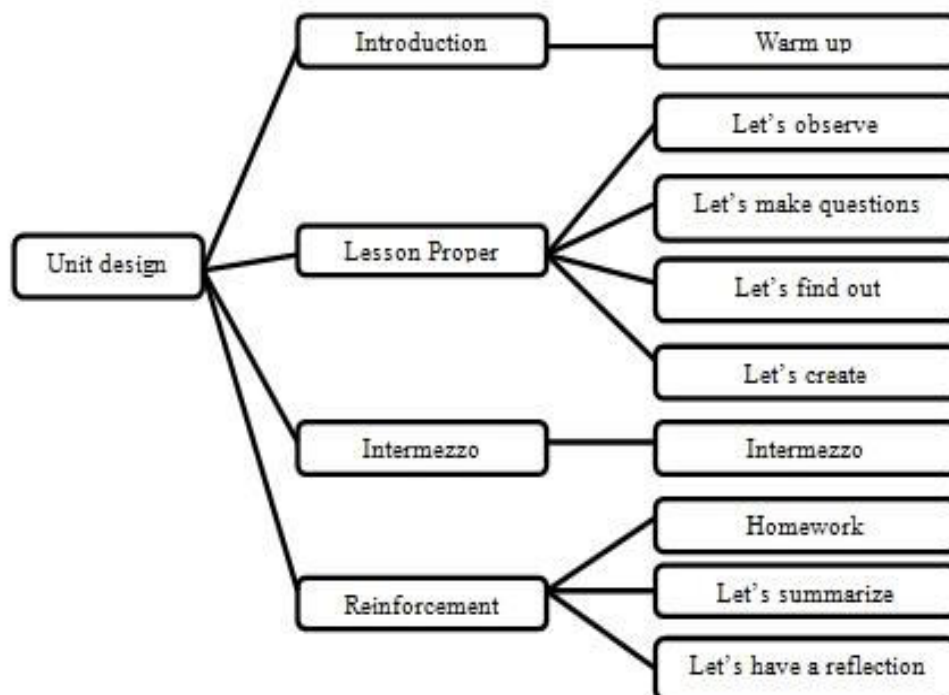 Unit design
Introduction
Warm up
Lesson Proper
Let's observe
Let's make questions
Let's find out
Let's create
Intermezzo
Intermezzo
Reinforcement
Homework
Let's summarize
Let's have a reflection